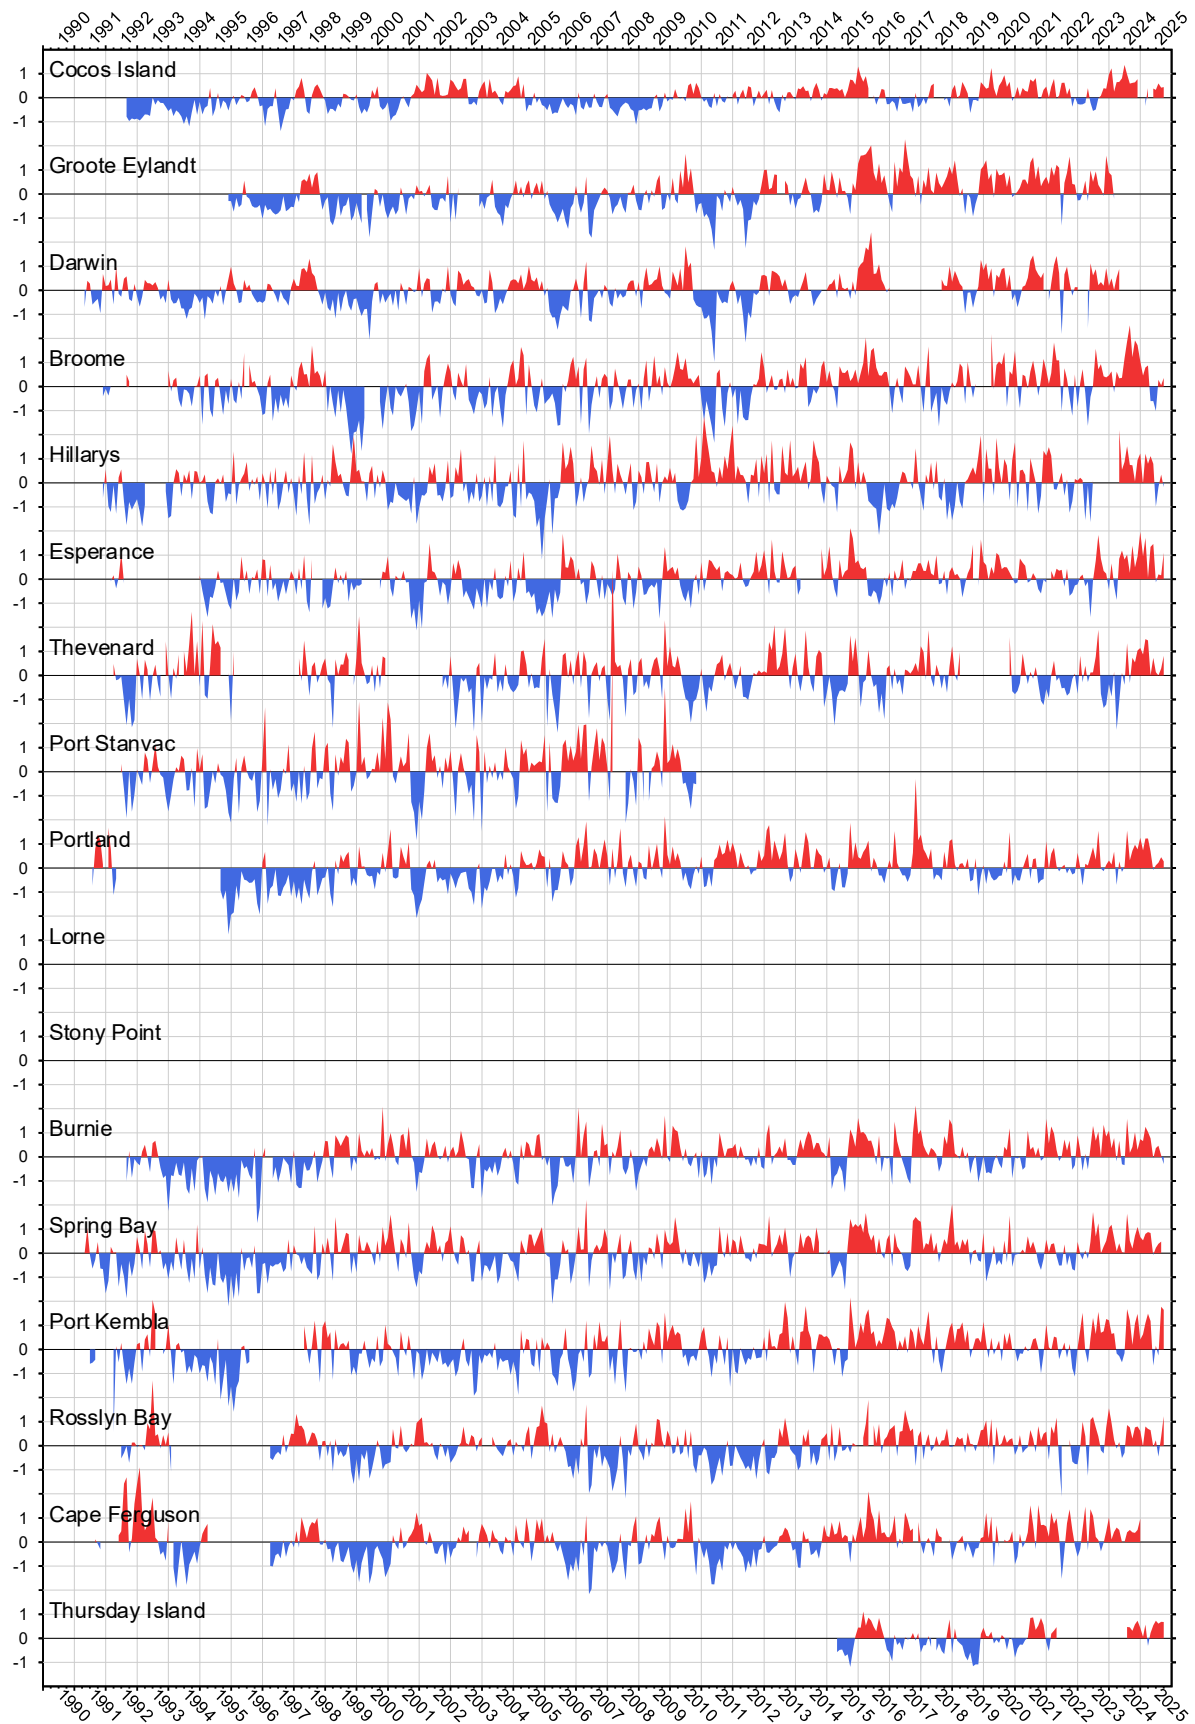 1990 1991 1992 1993 1994 1995 1996 1997 1998 1999 2000 2001 2002 2003 2004 2005 2006 2007 2008 2009 2010 2011 2012 2013 2014 2015 2016 2017 2018 2019 2020 2021 2022 2023 2024 2025
1 Cocos Island
0
-1
1 Groote Eylandt
0
-1
1 Darwin
0
-1
1 Broome
0
-1
1 Hillarys
0
-1
1 Esperance
0
-1
1 Thevenard
0
-1
1 Port Stanvac
0
-1
1 Portland
0
-1
1 Lorne
0
-1
1 Stony Point
0
-1
1 Burnie
0
-1
1 Spring Bay
0
-1
1 Port Kembla
0
-1
1 Rosslyn Bay
0
-1
1 Cape Ferguson
0
-1
1 Thursday Island
0
-1
1990 1991 1992 1993 1994 1995 1996 1997 1998 1999 2000 2001 2002 2003 2004 2005 2006 2007 2008 2009 2010 2011 2012 2013 2014 2015 2016 2017 2018 2019 2020 2021 2022 2023 2024 2025